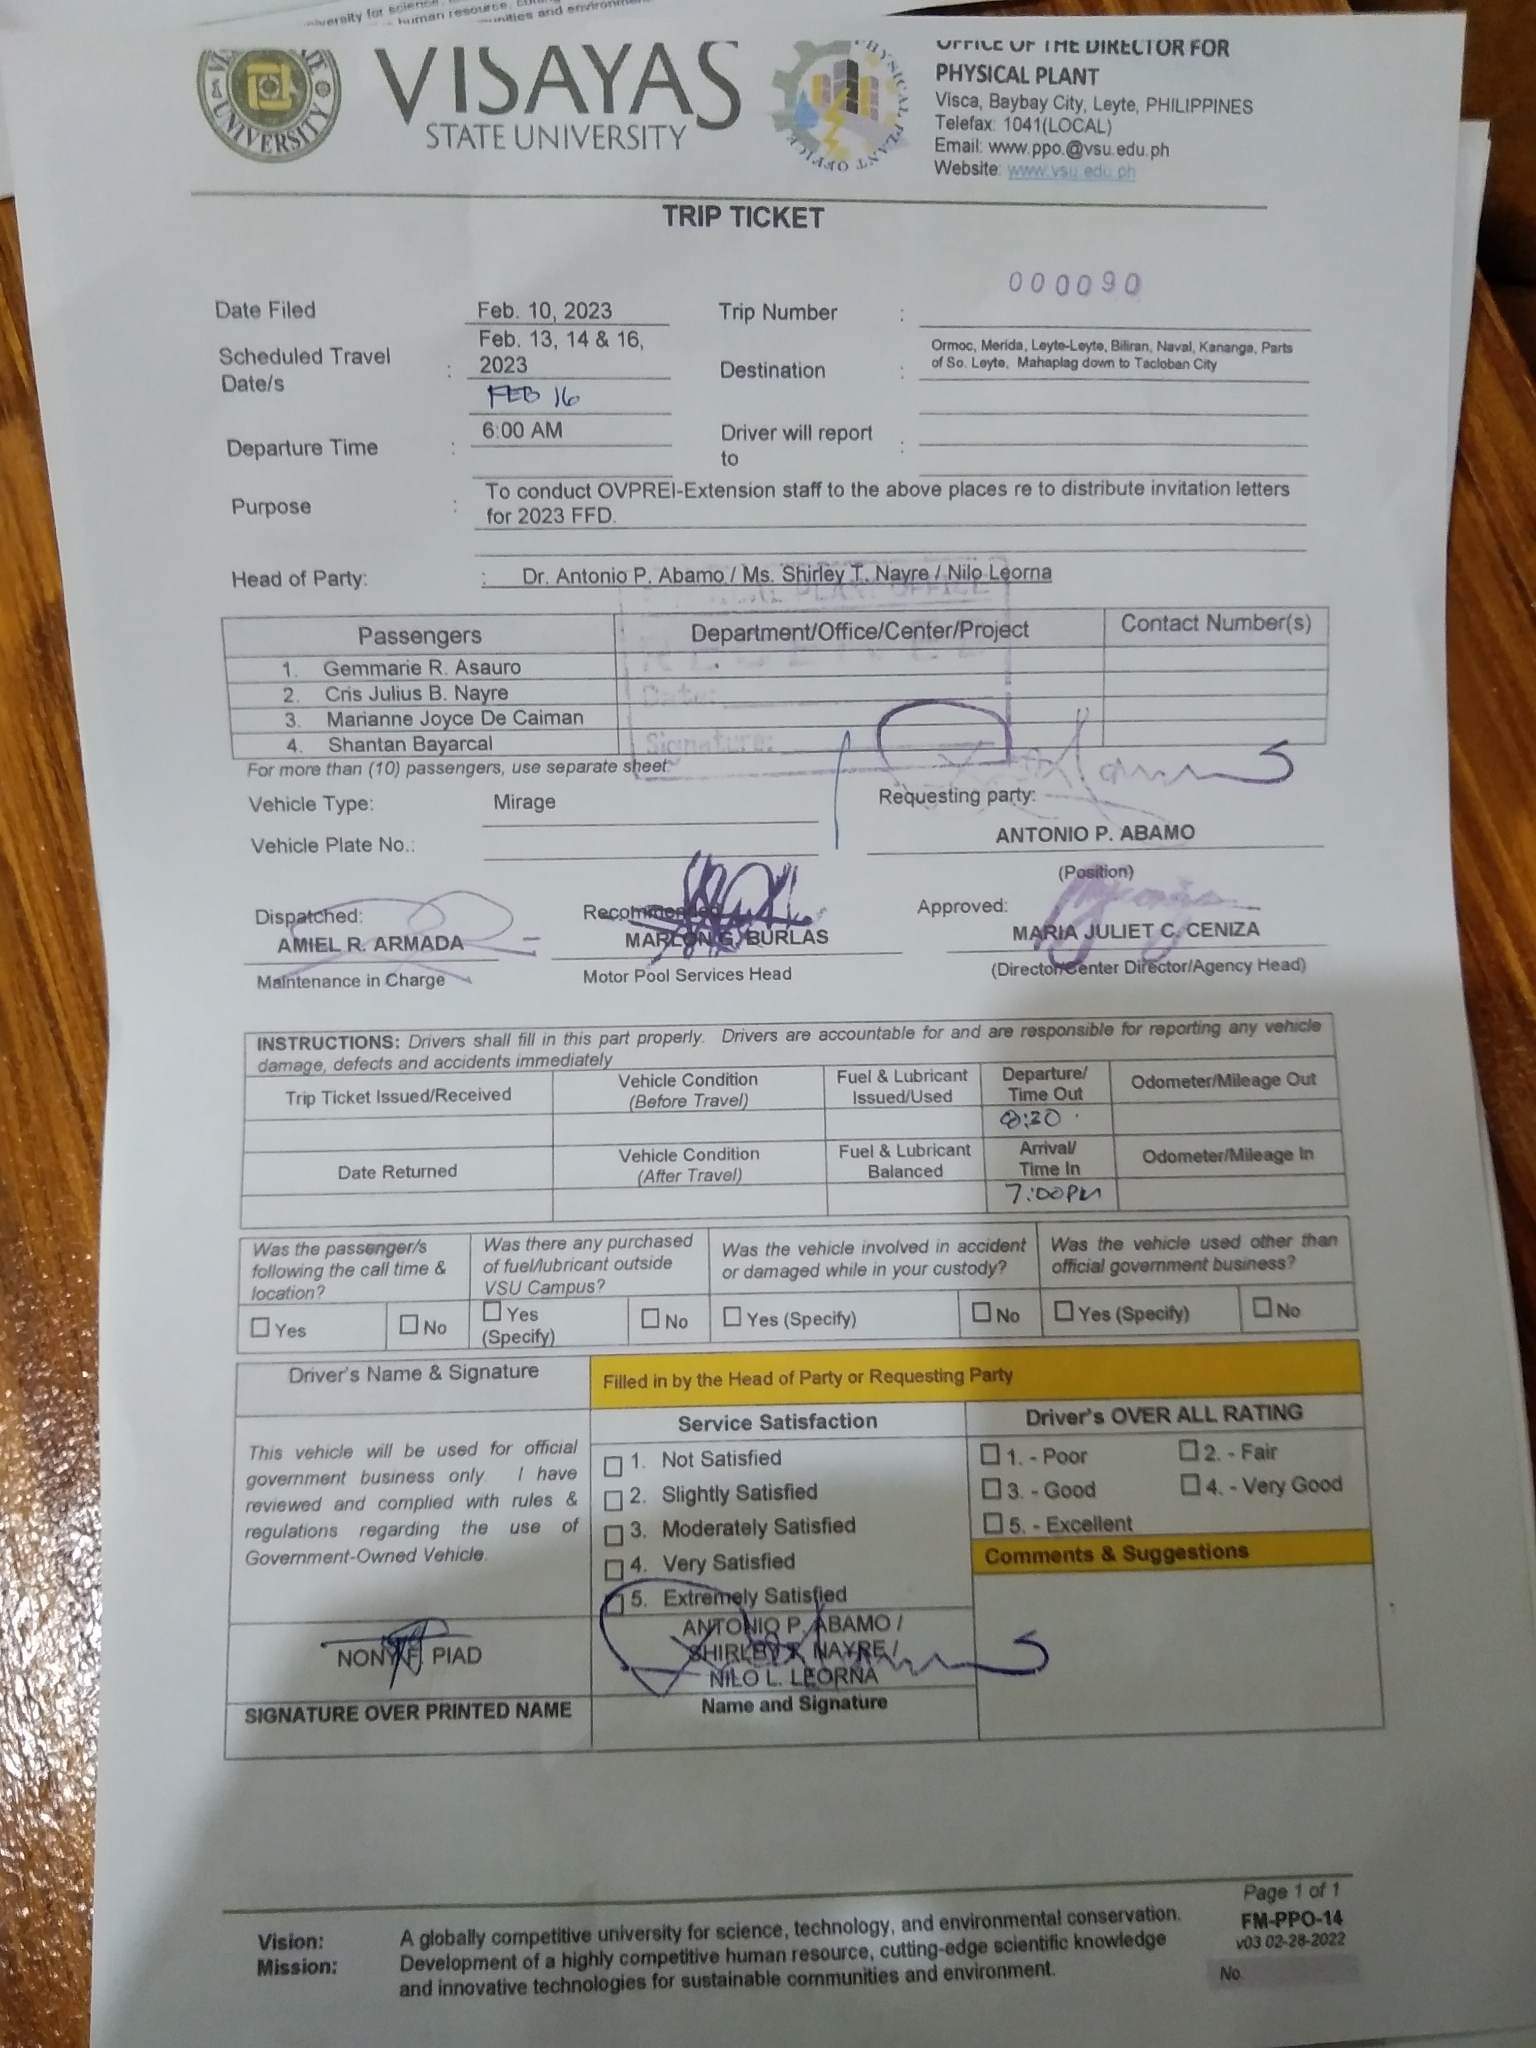 VISAYAS
STATE UNIVERSITY
UNIVERSITY
PHYSICAL PLANT OFFICE
OFFICE OF THE DIRECTOR FOR
PHYSICAL PLANT
Visca, Baybay City, Leyte, PHILIPPINES
Telefax: 1041(LOCAL)
Email: www.ppo.@vsu.edu.ph
Website: www.vsu.edu.ph
TRIP TICKET
000090
Date Filed Feb. 10, 2023 Trip Number :
Scheduled Travel Date/s : Feb. 13, 14 & 16, 2023
FEB 16
Destination : Ormoc, Merida, Leyte-Leyte, Biliran, Naval, Kananga, Parts
of So. Leyte, Mahaplag down to Tacloban City
Departure Time : 6:00 AM Driver will report to :
Purpose : To conduct OVPREI-Extension staff to the above places re to distribute invitation letters
for 2023 FFD.
Head of Party: : Dr. Antonio P. Abamo / Ms. Shirley T. Nayre / Nilo Leorna
PLANT OFFICE
RECEIVED
Date:
Signature:
Passengers Department/Office/Center/Project Contact Number(s)
1. Gemmarie R. Asauro
2. Cris Julius B. Nayre
3. Marianne Joyce De Caiman
4. Shantan Bayarcal
For more than (10) passengers, use separate sheet.
Vehicle Type: Mirage Requesting party:
Vehicle Plate No.: ANTONIO P. ABAMO
(Position)
Dispatched: Recommended Approved:
AMIEL R. ARMADA MARLON G. BURLAS MARIA JULIET C. CENIZA
Maintenance in Charge Motor Pool Services Head (Director/Center Director/Agency Head)
INSTRUCTIONS: Drivers shall fill in this part properly. Drivers are accountable for and are responsible for reporting any vehicle
damage, defects and accidents immediately
Trip Ticket Issued/Received Vehicle Condition (Before Travel) Fuel & Lubricant Issued/Used Departure/ Time Out Odometer/Mileage Out
8:30
Date Returned Vehicle Condition (After Travel) Fuel & Lubricant Balanced Arrival/ Time In Odometer/Mileage In
7:00PM
Was the passenger/s following the call time & location?
Was there any purchased of fuel/lubricant outside VSU Campus?
Was the vehicle involved in accident or damaged while in your custody?
Was the vehicle used other than official government business?
Yes No Yes (Specify) No Yes (Specify) No Yes (Specify) No
Driver's Name & Signature Filled in by the Head of Party or Requesting Party
Service Satisfaction Driver's OVER ALL RATING
This vehicle will be used for official
government business only. I have
reviewed and complied with rules &
regulations regarding the use of
Government-Owned Vehicle.
1. Not Satisfied
2. Slightly Satisfied
3. Moderately Satisfied
4. Very Satisfied
5. Extremely Satisfied
1. - Poor 2. - Fair
3. - Good 4. - Very Good
5. - Excellent
Comments & Suggestions
NONY F. PIAD
ANTONIO P. ABAMO /
SHIRLEY T. NAYRE /
NILO L. LEORNA
SIGNATURE OVER PRINTED NAME Name and Signature
Page 1 of 1
FM-PPO-14
v03 02-28-2022
No.
Vision: A globally competitive university for science, technology, and environmental conservation.
Mission: Development of a highly competitive human resource, cutting-edge scientific knowledge
and innovative technologies for sustainable communities and environment.